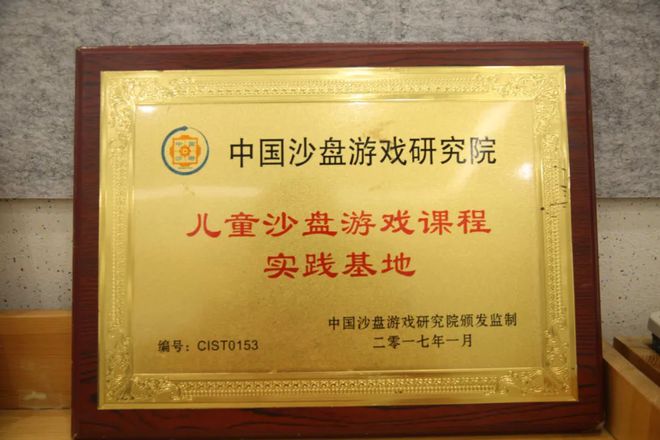 中国沙盘游戏研究院
儿童沙盘游戏课程
实践基地
中国沙盘游戏研究院颁发监制
编号：CIST0153
二零一七年一月